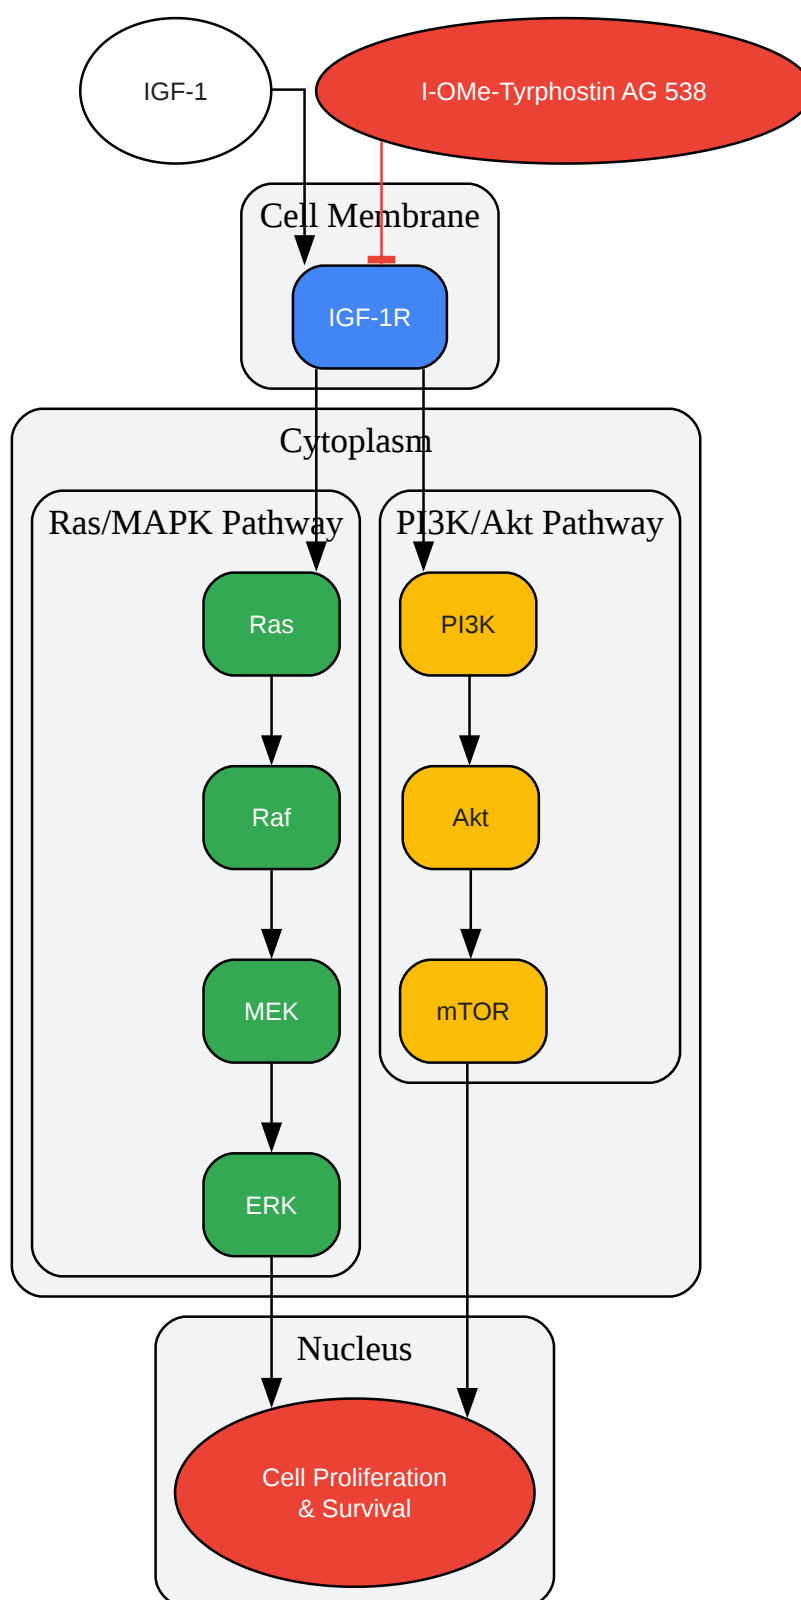 IGF-1
I-OMe-Tyrphostin AG 538
Cell Membrane
IGF-1R
Cytoplasm
Ras/MAPK Pathway
PI3K/Akt Pathway
Ras
PI3K
Raf
Akt
MEK
mTOR
ERK
Nucleus
Cell Proliferation
& Survival